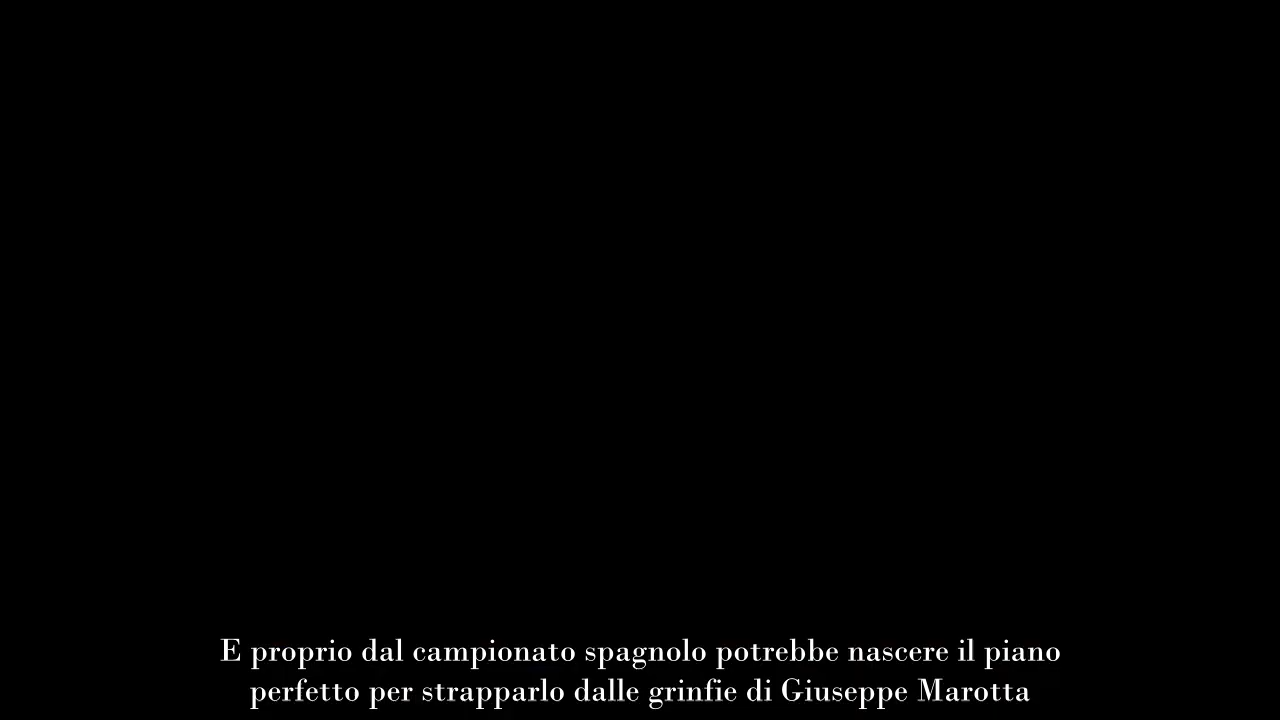 E proprio dal campionato spagnolo potrebbe nascere il piano
perfetto per strapparlo dalle grinfie di Giuseppe Marotta